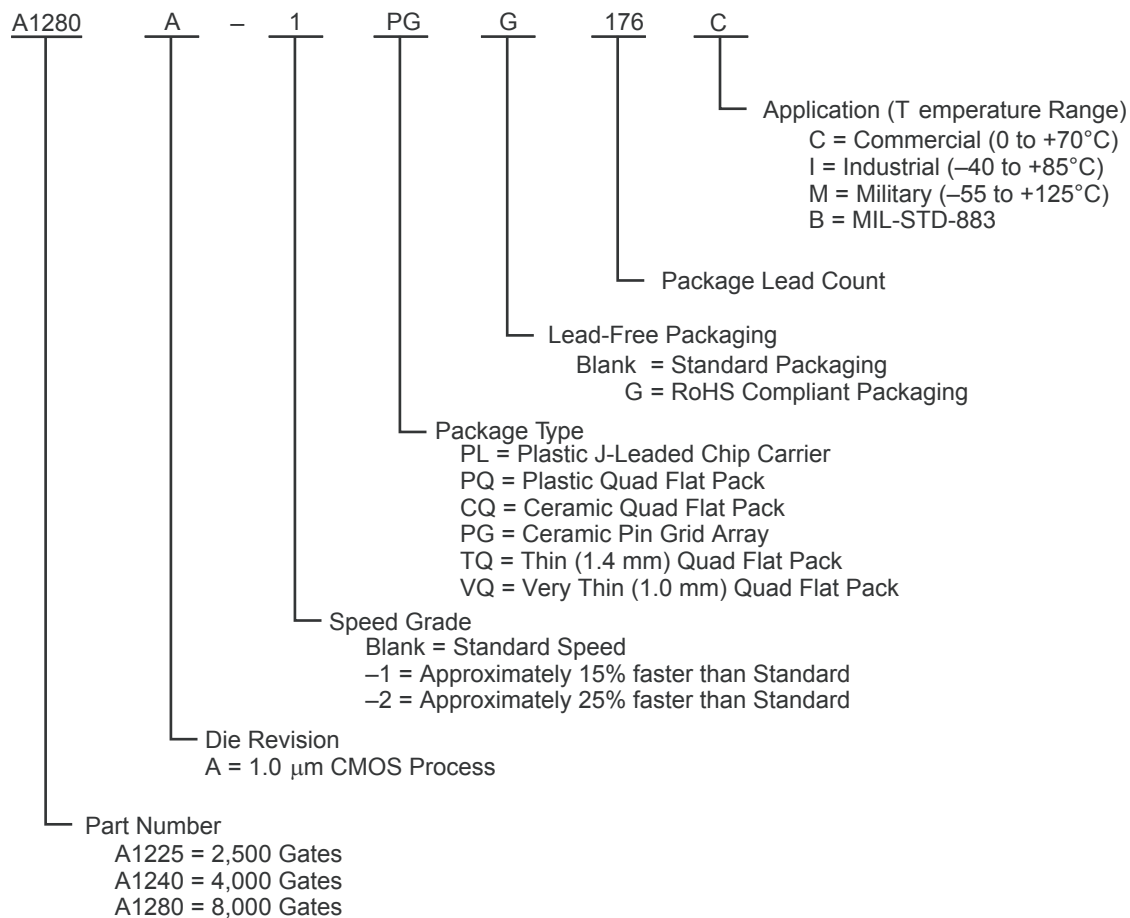 A1280 A – 1 PG G 176 C
Application (T emperature Range)
C = Commercial (0 to +70°C)
I = Industrial (–40 to +85°C)
M = Military (–55 to +125°C)
B = MIL-STD-883
Package Lead Count
Lead-Free Packaging
Blank = Standard Packaging
G = RoHS Compliant Packaging
Package Type
PL = Plastic J-Leaded Chip Carrier
PQ = Plastic Quad Flat Pack
CQ = Ceramic Quad Flat Pack
PG = Ceramic Pin Grid Array
TQ = Thin (1.4 mm) Quad Flat Pack
VQ = Very Thin (1.0 mm) Quad Flat Pack
Speed Grade
Blank = Standard Speed
–1 = Approximately 15% faster than Standard
–2 = Approximately 25% faster than Standard
Die Revision
A = 1.0 μm CMOS Process
Part Number
A1225 = 2,500 Gates
A1240 = 4,000 Gates
A1280 = 8,000 Gates